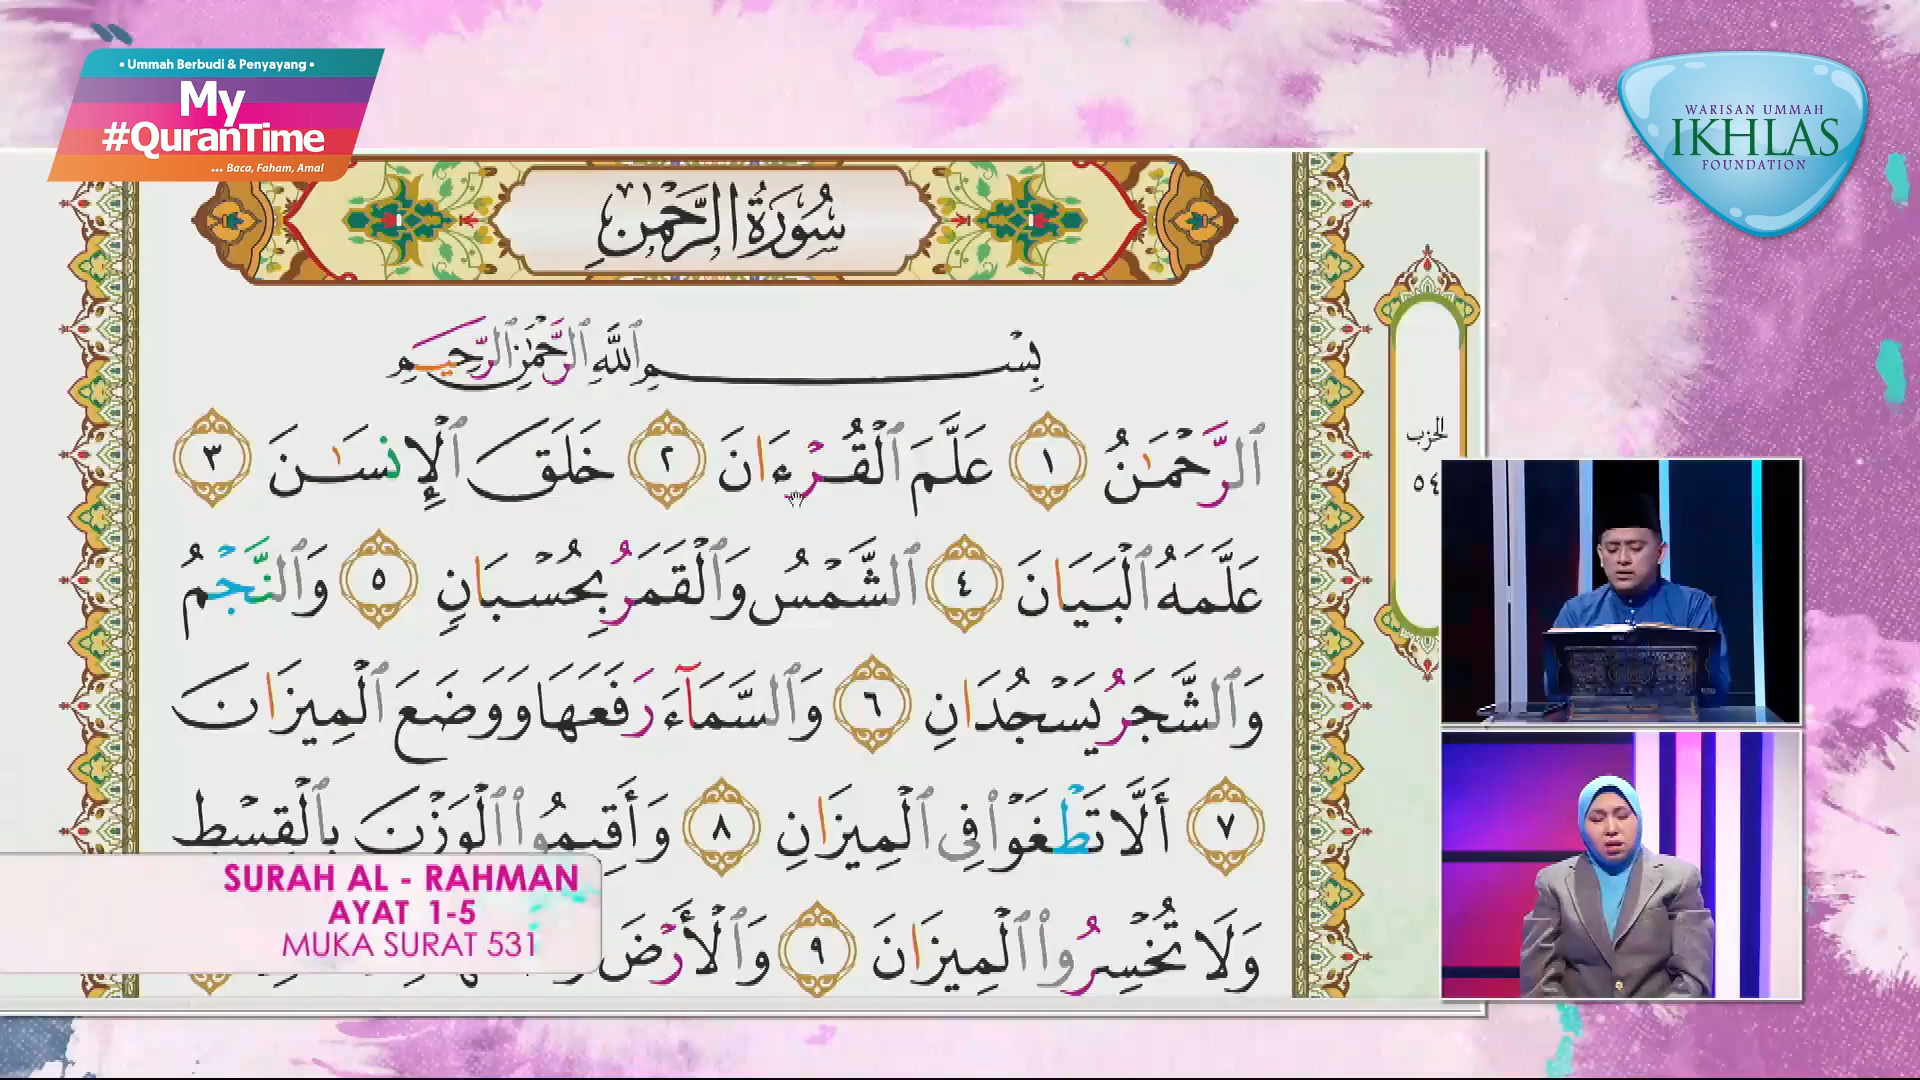 • Ummah Berbudi & Penyayang •
My
#QuranTime
... Baca, Faham, Amal
WARISAN UMMAH
IKHLAS
FOUNDATION
سُورَةُ الرَّحْمَٰنِ
بِسْمِ ٱللَّهِ ٱلرَّحْمَٰنِ ٱلرَّحِيمِ
ٱلرَّحْمَٰنُ ١ عَلَّمَ ٱلْقُرْءَانَ ٢ خَلَقَ ٱلْإِنسَٰنَ ٣
عَلَّمَهُ ٱلْبَيَانَ ٤ ٱلشَّمْسُ وَٱلْقَمَرُ بِحُسْبَانٍ ٥ وَٱلنَّجْمُ
وَٱلشَّجَرُ يَسْجُدَانِ ٦ وَٱلسَّمَآءَ رَفَعَهَا وَوَضَعَ ٱلْمِيزَانَ
٧ أَلَّا تَطْغَوْا۟ فِى ٱلْمِيزَانِ ٨ وَأَقِيمُوا۟ ٱلْوَزْنَ بِٱلْقِسْطِ
وَلَا تُخْسِرُوا۟ ٱلْمِيزَانَ ٩ وَٱلْأَرْضَ
الحزب
٥٤
SURAH AL - RAHMAN
AYAT 1-5
MUKA SURAT 531